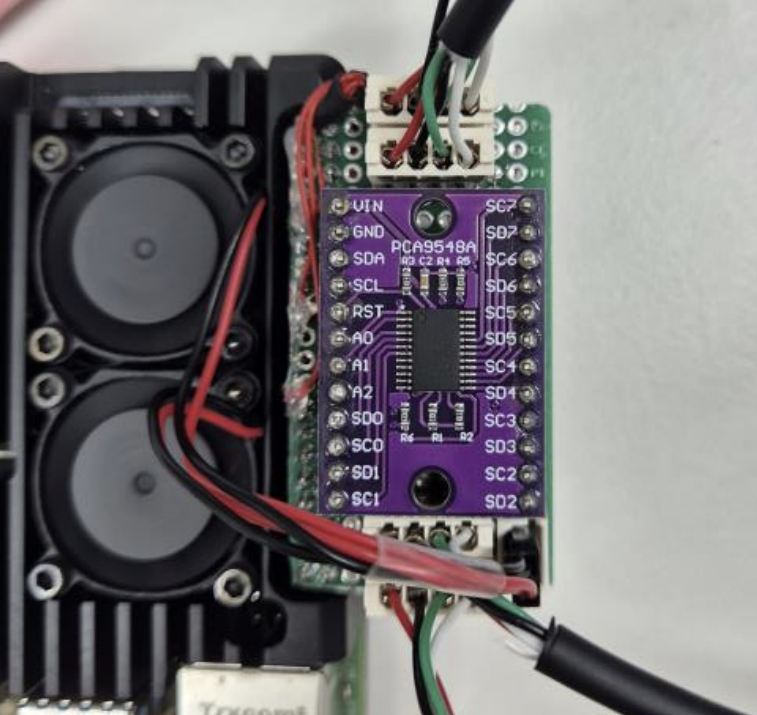 VIN
GND
SDA
SCL
RST
A0
A1
A2
SD0
SC0
SD1
SC1
PCA9548A
R3 C2 R4 R5
R6 R1 R2
SC7
SD7
SC6
SD6
SC5
SD5
SC4
SD4
SC3
SD3
SC2
SD2